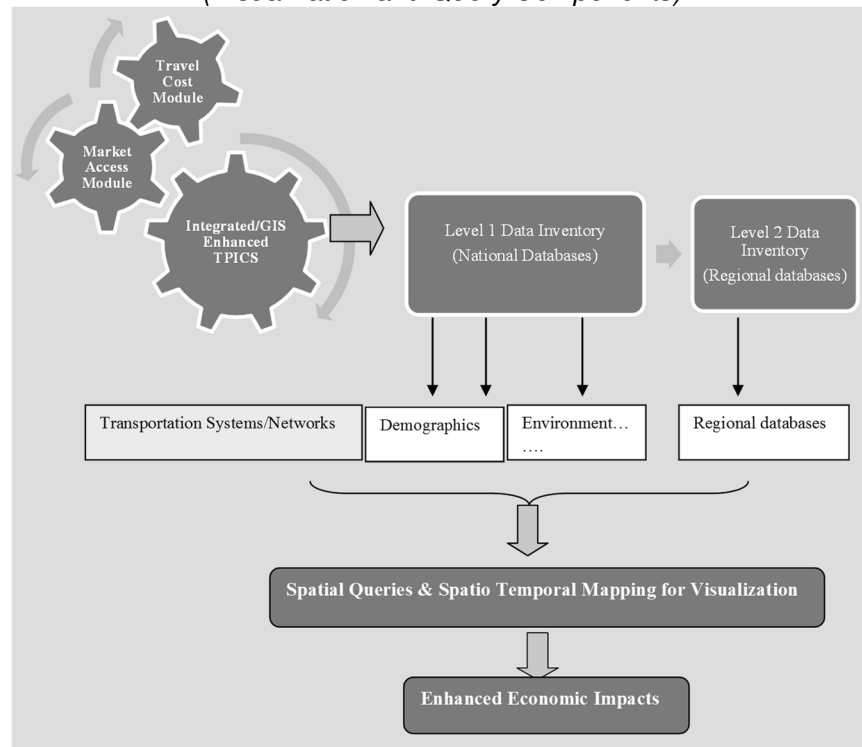 Travel
Cost
Module
Market
Access
Module
Integrated/GIS
Enhanced
TPICS
Level 1 Data Inventory
(National Databases)
Level 2 Data
Inventory
(Regional databases)
Transportation Systems/Networks
Demographics
Environment…
….
Regional databases
Spatial Queries & Spatio Temporal Mapping for Visualization
Enhanced Economic Impacts